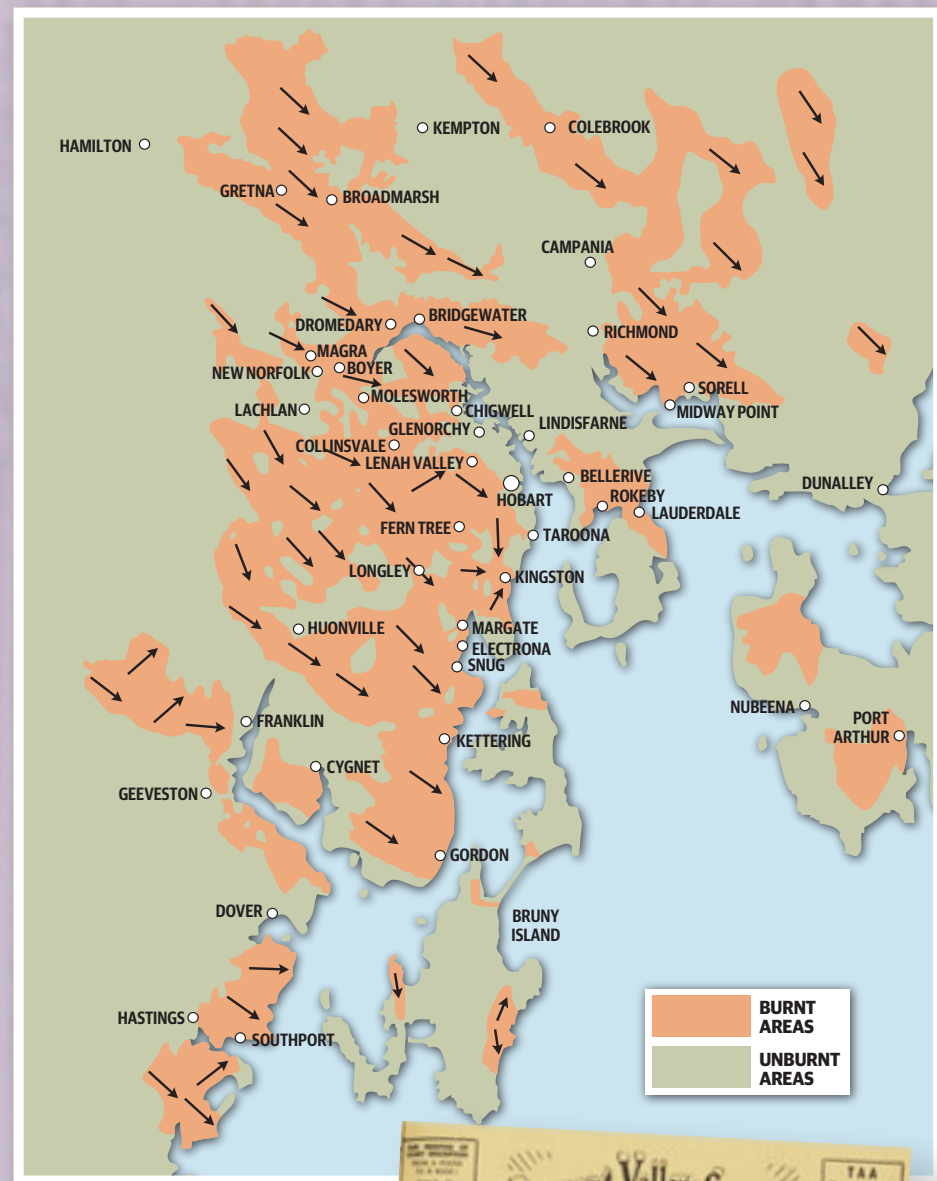 HAMILTON
KEMPTON
COLEBROOK
GRETNA
BROADMARSH
CAMPANIA
DROMEDARY
BRIDGEWATER
RICHMOND
MAGRA
NEW NORFOLK
BOYER
SORELL
MOLESWORTH
LACHLAN
CHIGWELL
MIDWAY POINT
GLENORCHY
LINDISFARNE
COLLINSVALE
LENAH VALLEY
BELLERIVE
DUNALLEY
HOBART
ROKEBY
LAUDERDALE
FERN TREE
TAROONA
LONGLEY
KINGSTON
HUONVILLE
MARGATE
ELECTRONA
SNUG
NUBEENA
FRANKLIN
PORT
ARTHUR
KETTERING
CYGNET
GEEVESTON
GORDON
DOVER
BRUNY
ISLAND
HASTINGS
SOUTHPORT
BURNT
AREAS
UNBURNT
AREAS
Valley
TAA